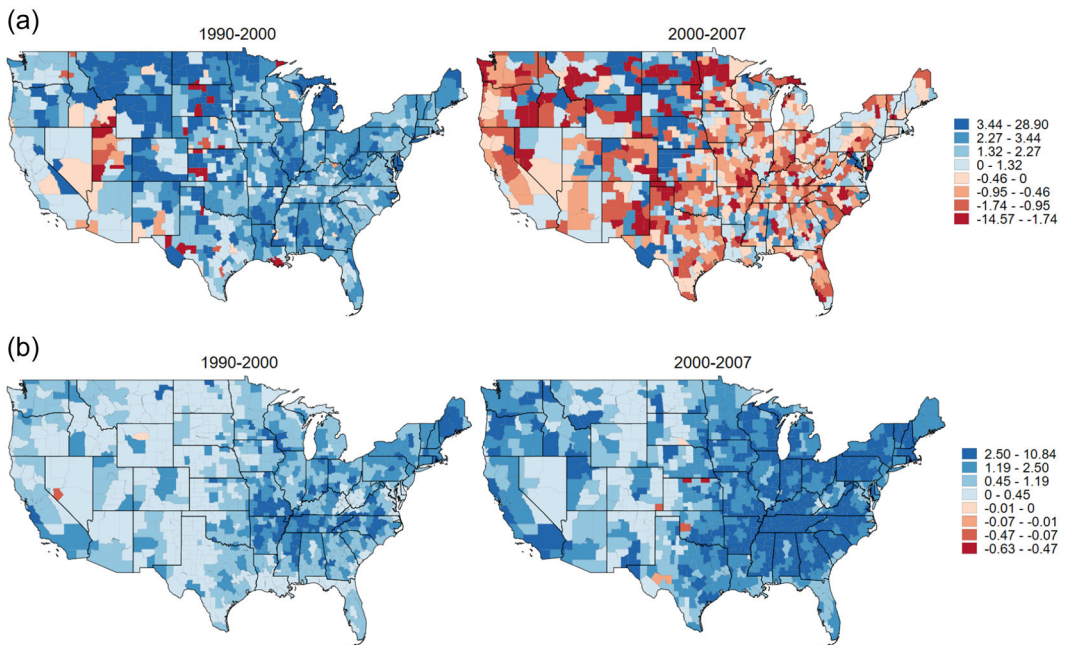 (a)
1990-2000
2000-2007
3.44 - 28.90
2.27 - 3.44
1.32 - 2.27
0 - 1.32
-0.46 - 0
-0.95 - -0.46
-1.74 - -0.95
-14.57 - -1.74
(b)
1990-2000
2000-2007
2.50 - 10.84
1.19 - 2.50
0.45 - 1.19
0 - 0.45
-0.01 - 0
-0.07 - -0.01
-0.47 - -0.07
-0.63 - -0.47